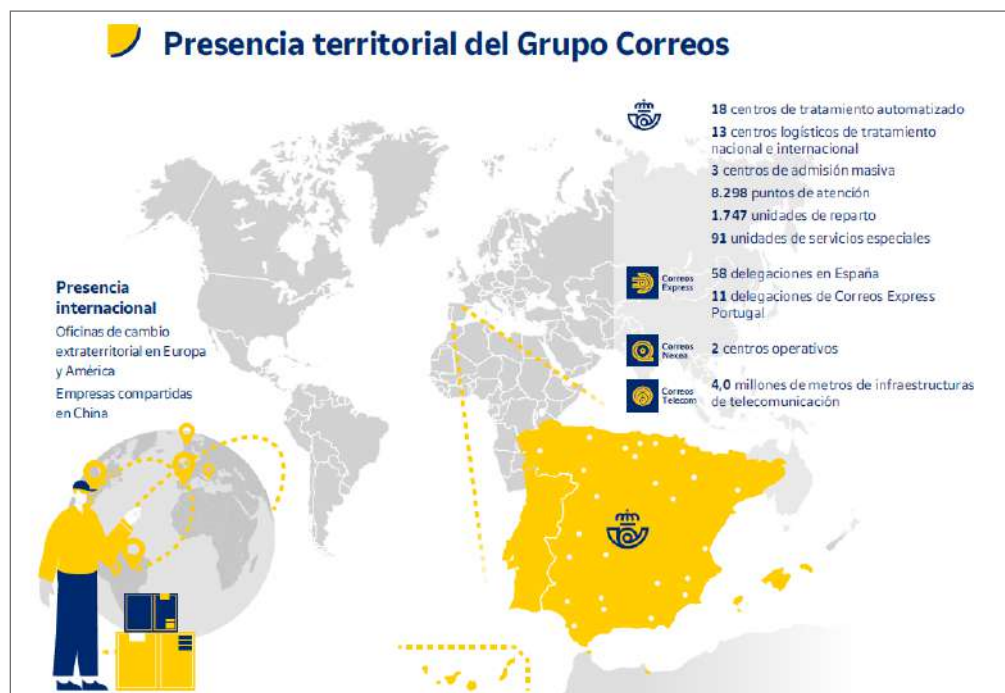 Presencia territorial del Grupo Correos
18 centros de tratamiento automatizado
13 centros logísticos de tratamiento
nacional e internacional
3 centros de admisión masiva
8.298 puntos de atención
1.747 unidades de reparto
91 unidades de servicios especiales
Correos
Express
58 delegaciones en España
11 delegaciones de Correos Express
Portugal
Correos
Nexea
2 centros operativos
Correos
Telecom
4,0 millones de metros de infraestructuras
de telecomunicación
Presencia
internacional
Oficinas de cambio
extraterritorial en Europa
y América
Empresas compartidas
en China